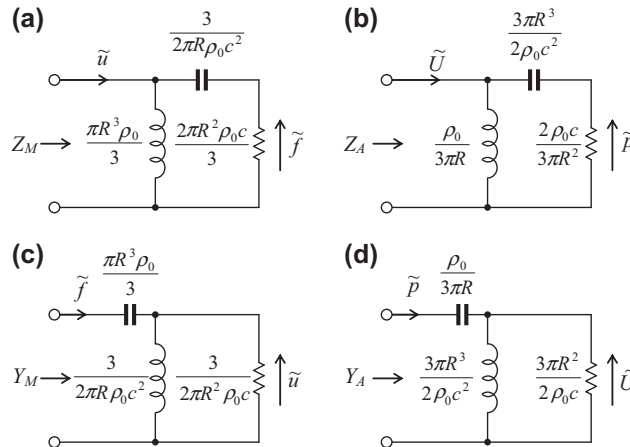 (a)
3
2πRρ₀c²
ũ
Z_M
πR³ρ₀
3
2πR²ρ₀c
3
f̃
(b)
3πR³
2ρ₀c²
Ũ
Z_A
ρ₀
3πR
2ρ₀c
3πR²
p̃
(c)
πR³ρ₀
3
f̃
Y_M
3
2πRρ₀c²
3
2πR²ρ₀c
ũ
(d)
ρ₀
3πR
p̃
Y_A
3πR³
2ρ₀c²
3πR²
2ρ₀c
Ũ